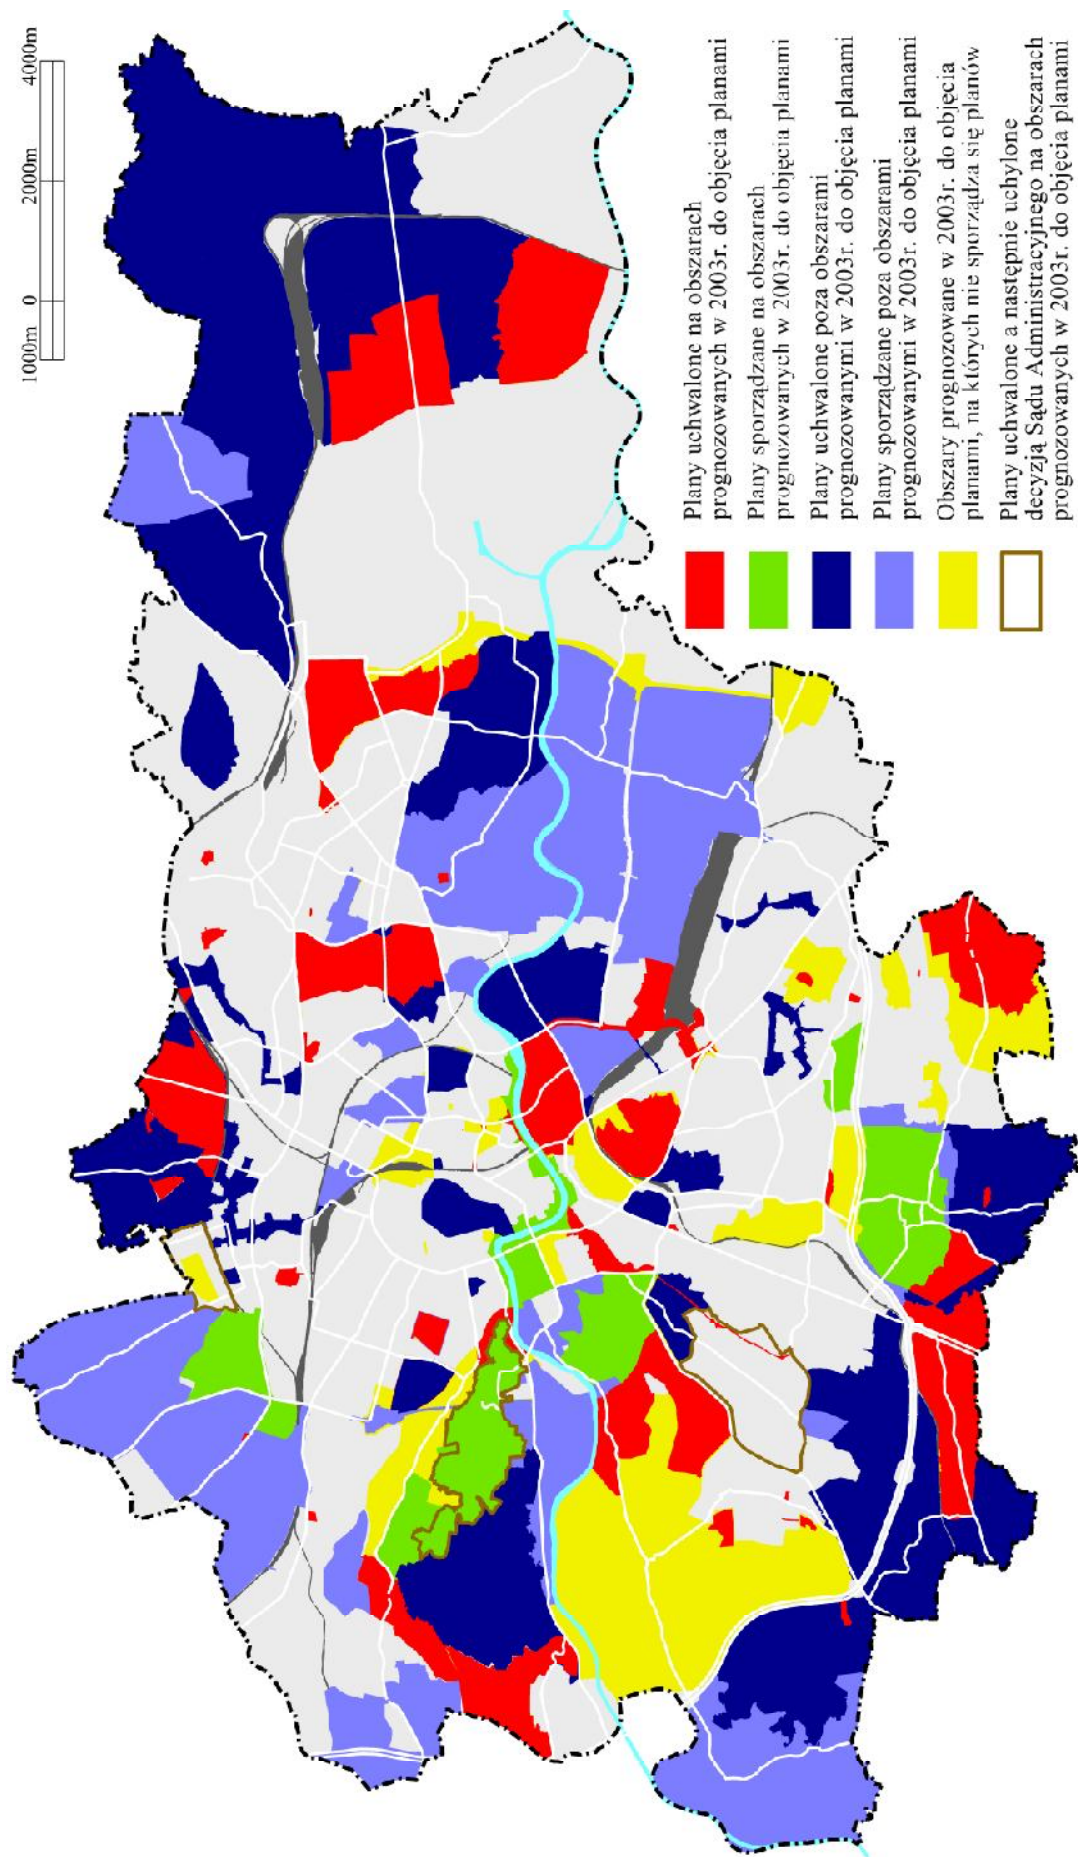 1000m 0 2000m 4000m
Plany uchwalone na obszarach
prognozowanych w 2003r. do objęcia planami
Plany sporządzane na obszarach
prognozowanych w 2003r. do objęcia planami
Plany uchwalone poza obszarami
prognozowanymi w 2003r. do objęcia planami
Plany sporządzane poza obszarami
prognozowanymi w 2003r. do objęcia planami
Obszary prognozowane w 2003r. do objęcia
planami, na których nie sporządza się planów
Plany uchwalone a następnie uchylone
decyzją Sądu Administracyjnego na obszarach
prognozowanych w 2003r. do objęcia planami